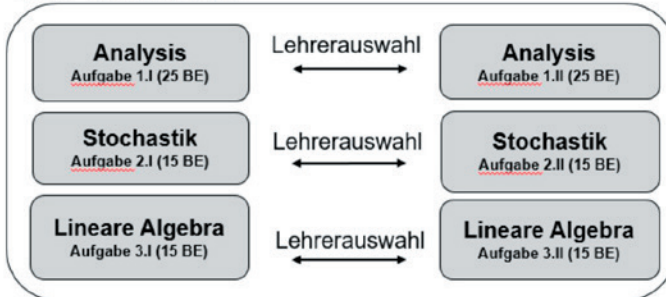 Analysis
Aufgabe 1.I (25 BE)
Lehrerauswahl
Analysis
Aufgabe 1.II (25 BE)
Stochastik
Aufgabe 2.I (15 BE)
Lehrerauswahl
Stochastik
Aufgabe 2.II (15 BE)
Lineare Algebra
Aufgabe 3.I (15 BE)
Lehrerauswahl
Lineare Algebra
Aufgabe 3.II (15 BE)